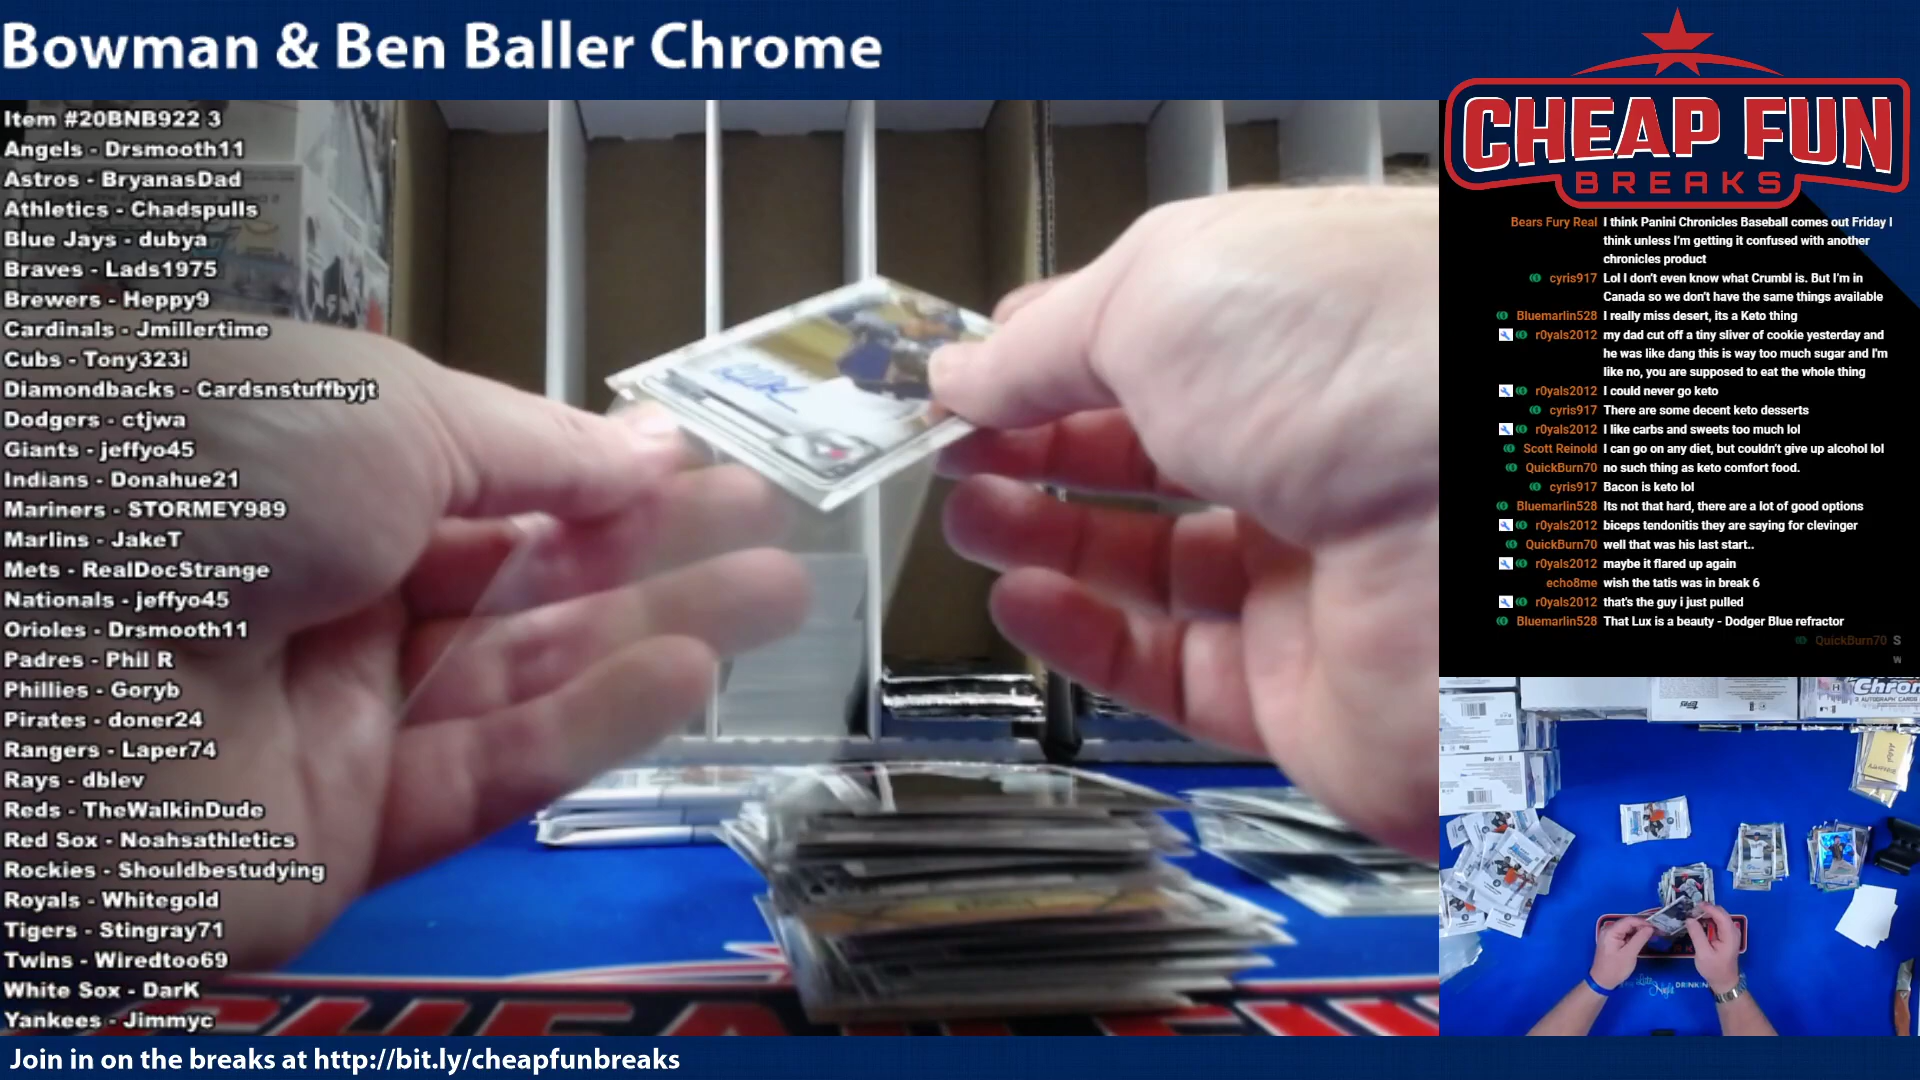 Bowman & Ben Baller Chrome
Item #20BNB922 3
Angels - Drsmooth11
Astros - BryanasDad
Athletics - Chadspulls
Blue Jays - dubya
Braves - Lads1975
Brewers - Heppy9
Cardinals - Jmillertime
Cubs - Tony323i
Diamondbacks - Cardsnstuffbyjt
Dodgers - ctjwa
Giants - jeffyo45
Indians - Donahue21
Mariners - STORMEY989
Marlins - JakeT
Mets - RealDocStrange
Nationals - jeffyo45
Orioles - Drsmooth11
Padres - Phil R
Phillies - Goryb
Pirates - doner24
Rangers - Laper74
Rays - dblev
Reds - TheWalkinDude
Red Sox - Noahsathletics
Rockies - Shouldbestudying
Royals - Whitegold
Tigers - Stingray71
Twins - Wiredtoo69
White Sox - DarK
Yankees - Jimmyc
CHEAP FUN
BREAKS
Bears Fury Real I think Panini Chronicles Baseball comes out Friday I
think unless I'm getting it confused with another
chronicles product
cyris917 Lol I don't even know what Crumbl is. But I'm in
Canada so we don't have the same things available
Bluemarlin528 I really miss desert, its a Keto thing
r0yals2012 my dad cut off a tiny sliver of cookie yesterday and
he was like dang this is way too much sugar and I'm
like no, you are supposed to eat the whole thing
r0yals2012 I could never go keto
cyris917 There are some decent keto desserts
r0yals2012 I like carbs and sweets too much lol
Scott Reinold I can go on any diet, but couldn't give up alcohol lol
QuickBurn70 no such thing as keto comfort food.
cyris917 Bacon is keto lol
Bluemarlin528 Its not that hard, there are a lot of good options
r0yals2012 biceps tendonitis they are saying for clevinger
QuickBurn70 well that was his last start..
r0yals2012 maybe it flared up again
echo8me wish the tatis was in break 6
r0yals2012 that's the guy i just pulled
Bluemarlin528 That Lux is a beauty - Dodger Blue refractor
QuickBurn70 S
w
Chrom
CHEAP FUN
Join in on the breaks at http://bit.ly/cheapfunbreaks